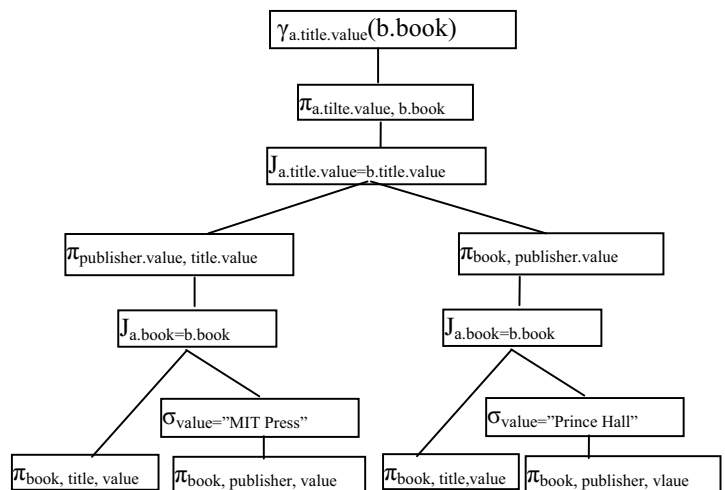 γa.title.value(b.book)
πa.tilte.value, b.book
Ja.title.value=b.title.value
πpublisher.value, title.value
πbook, publisher.value
Ja.book=b.book
Ja.book=b.book
σvalue=”MIT Press”
σvalue=”Prince Hall”
πbook, title, value
πbook, publisher, value
πbook, title,value
πbook, publisher, vlaue